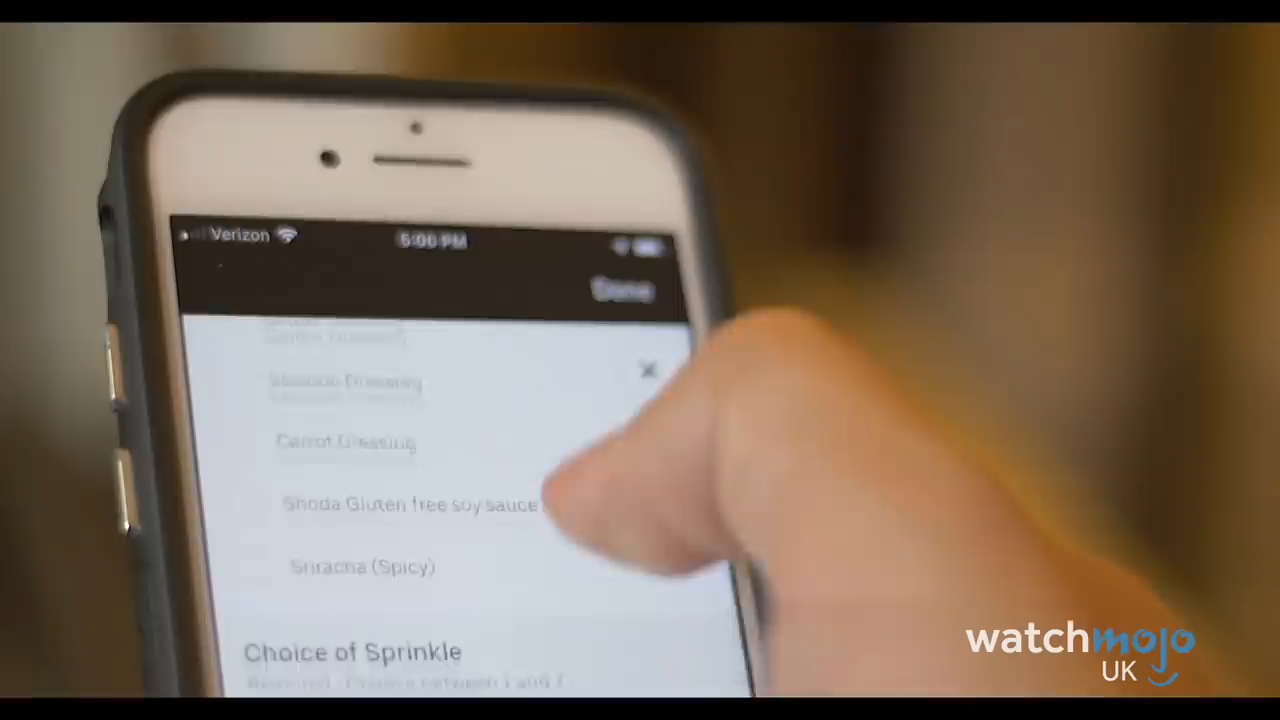 Verizon
5:00 PM
Done
Carrot Dressing
Shoda Gluten free soy sauce
Sriracha (Spicy)
Choice of Sprinkle
watchmojo
UK